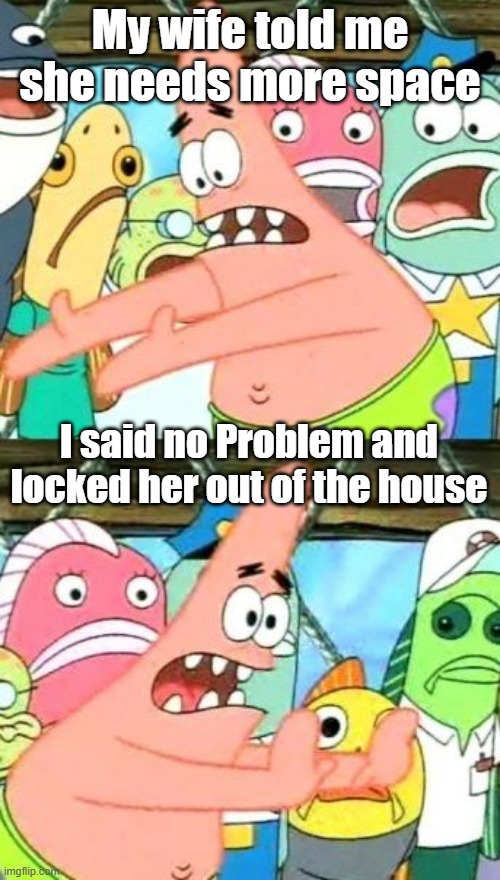 My wife told me
she needs more space
I said no Problem and
locked her out of the house
imgflip.com